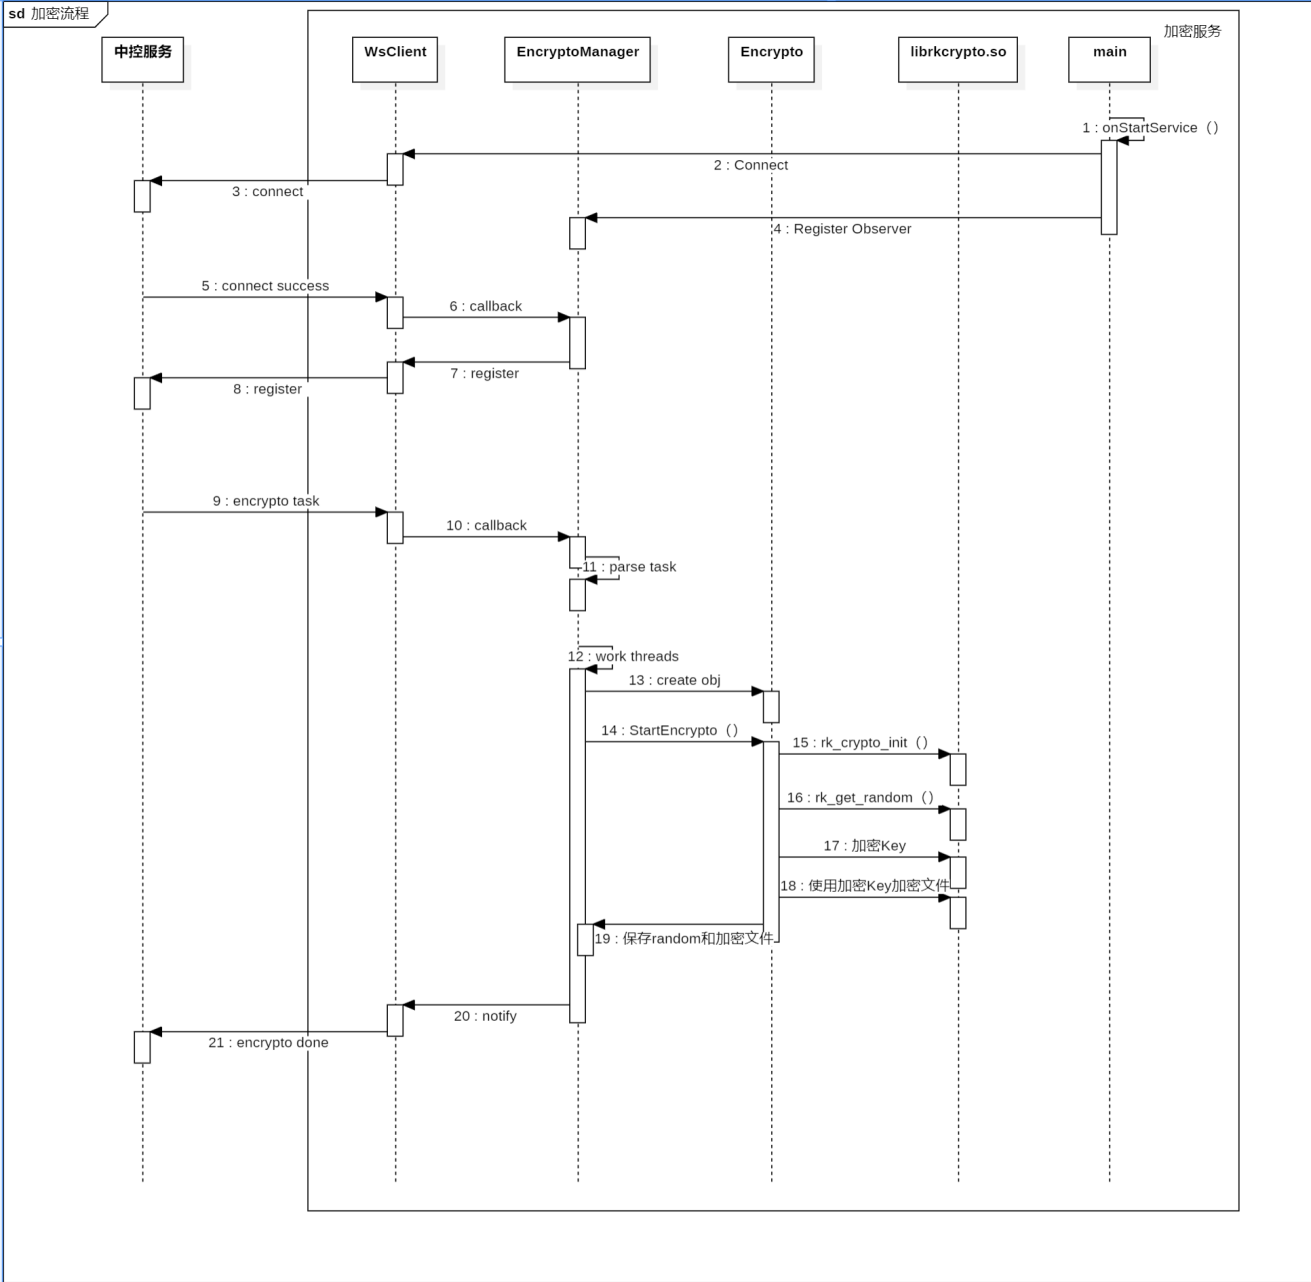 sd 加密流程
加密服务
中控服务
WsClient
EncryptoManager
Encrypto
librkcrypto.so
main
1 : onStartService（）
2 : Connect
3 : connect
4 : Register Observer
5 : connect success
6 : callback
7 : register
8 : register
9 : encrypto task
10 : callback
11 : parse task
12 : work threads
13 : create obj
14 : StartEncrypto（）
15 : rk_crypto_init（）
16 : rk_get_random（）
17 : 加密Key
18 : 使用加密Key加密文件
19 : 保存random和加密文件
20 : notify
21 : encrypto done